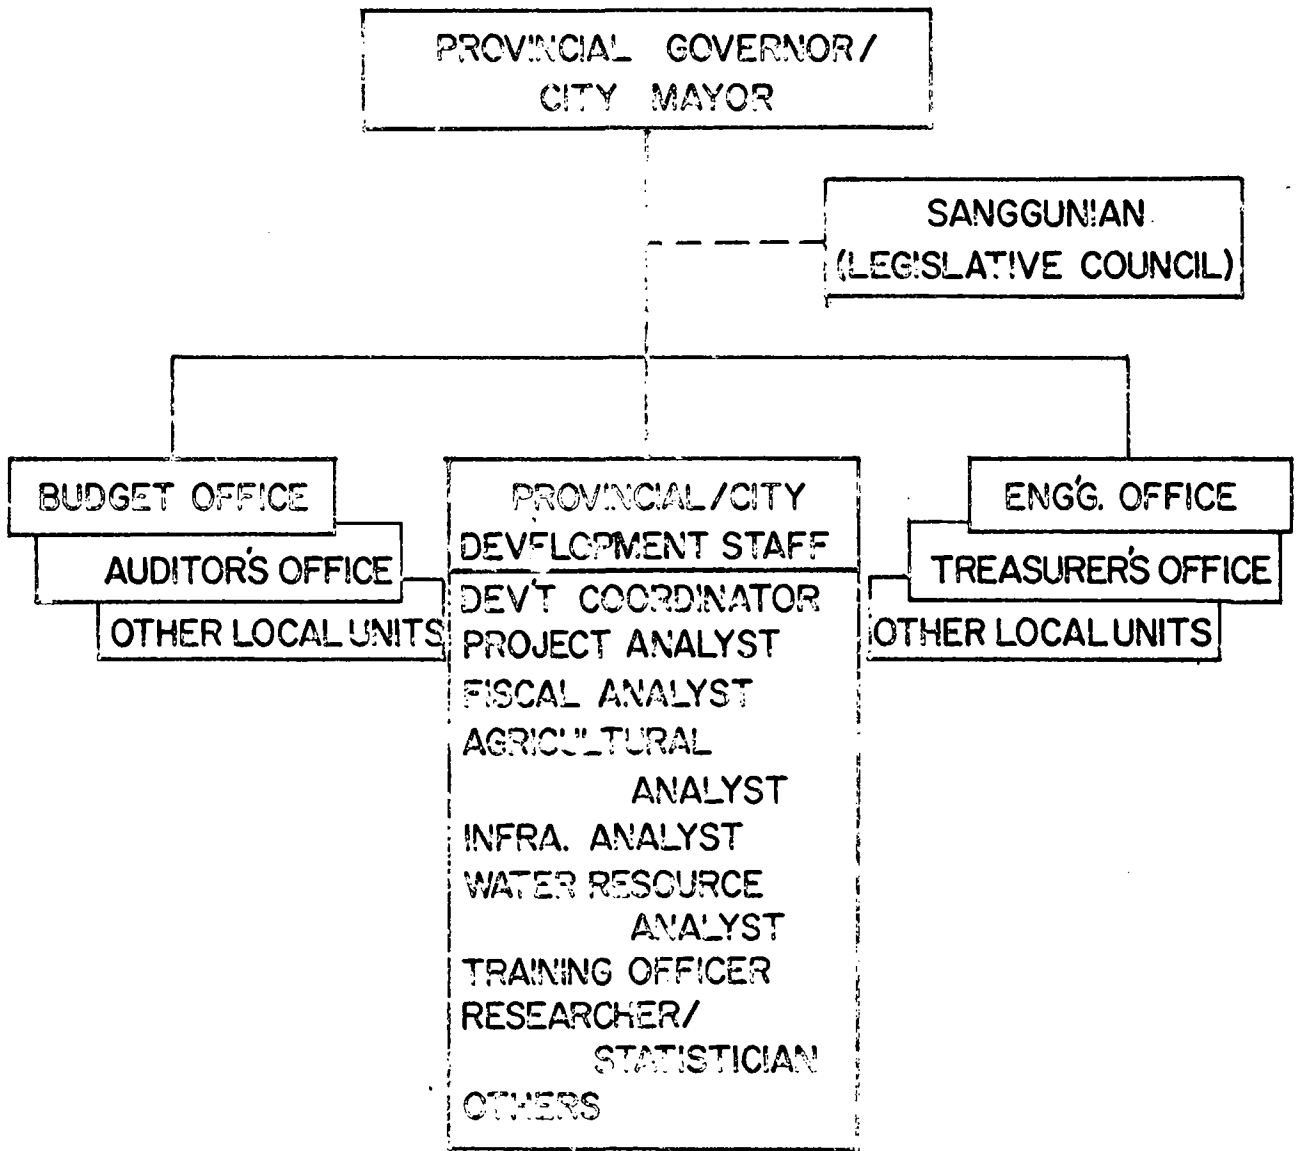 PROVINCIAL GOVERNOR/
CITY MAYOR
SANGGUNIAN
(LEGISLATIVE COUNCIL)
BUDGET OFFICE
AUDITOR'S OFFICE
OTHER LOCAL UNITS
PROVINCIAL/CITY
DEVELOPMENT STAFF
DEV'T COORDINATOR
PROJECT ANALYST
FISCAL ANALYST
AGRICULTURAL
ANALYST
INFRA. ANALYST
WATER RESOURCE
ANALYST
TRAINING OFFICER
RESEARCHER/
STATISTICIAN
OTHERS
ENG'G. OFFICE
TREASURER'S OFFICE
OTHER LOCAL UNITS